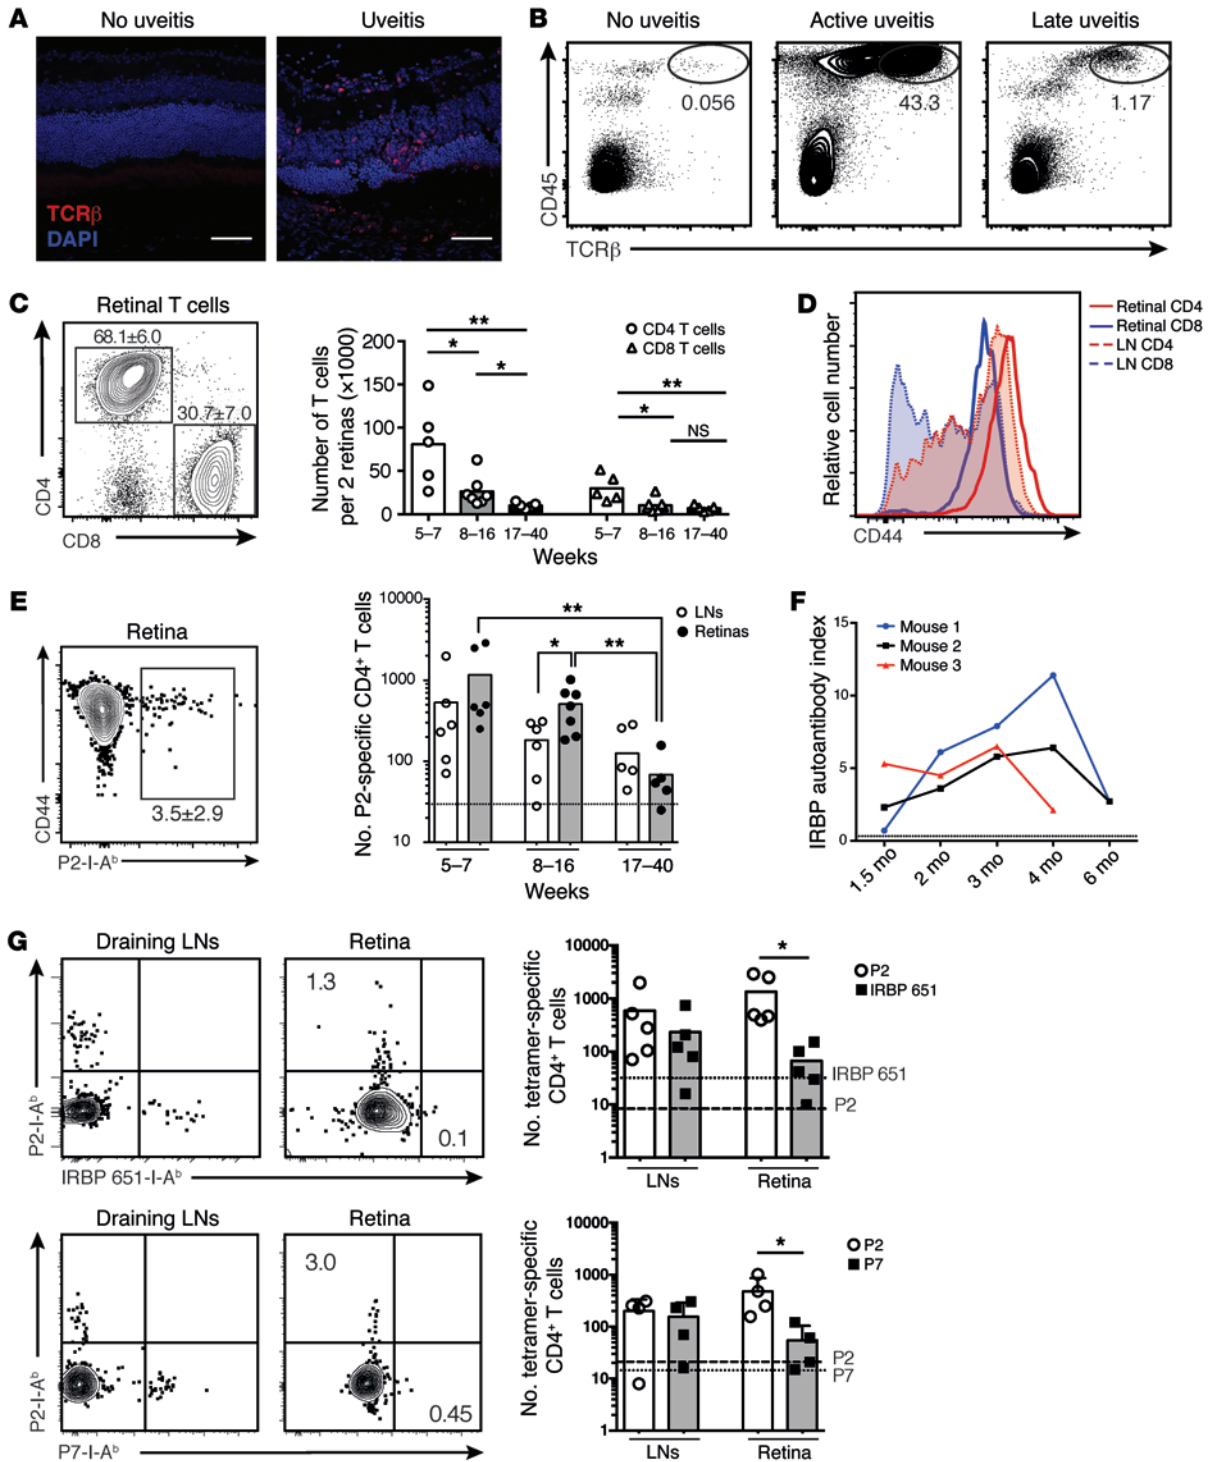 A
No uveitis
Uveitis
TCRβ
DAPI
B
No uveitis
Active uveitis
Late uveitis
0.056
43.3
1.17
CD45
TCRβ
C
Retinal T cells
68.1±6.0
30.7±7.0
CD4
CD8
Number of T cells
per 2 retinas (×1000)
200
150
100
50
0
**
*
*
CD4 T cells
CD8 T cells
**
*
NS
5–7 8–16 17–40 5–7 8–16 17–40
Weeks
D
Relative cell number
CD44
Retinal CD4
Retinal CD8
LN CD4
LN CD8
E
Retina
3.5±2.9
CD44
P2-I-Aᵇ
No. P2-specific CD4⁺ T cells
10000
1000
100
10
**
* **
LNs
Retinas
5–7 8–16 17–40
Weeks
F
IRBP autoantibody index
15
10
5
0
Mouse 1
Mouse 2
Mouse 3
1.5 mo 2 mo 3 mo 4 mo 6 mo
G
Draining LNs
Retina
1.3
0.1
P2-I-Aᵇ
IRBP 651-I-Aᵇ
No. tetramer-specific
CD4⁺ T cells
10000
1000
100
10
1
*
P2
IRBP 651
IRBP 651
P2
LNs Retina
Draining LNs
Retina
3.0
0.45
P2-I-Aᵇ
P7-I-Aᵇ
No. tetramer-specific
CD4⁺ T cells
10000
1000
100
10
1
*
P2
P7
P2
P7
LNs Retina